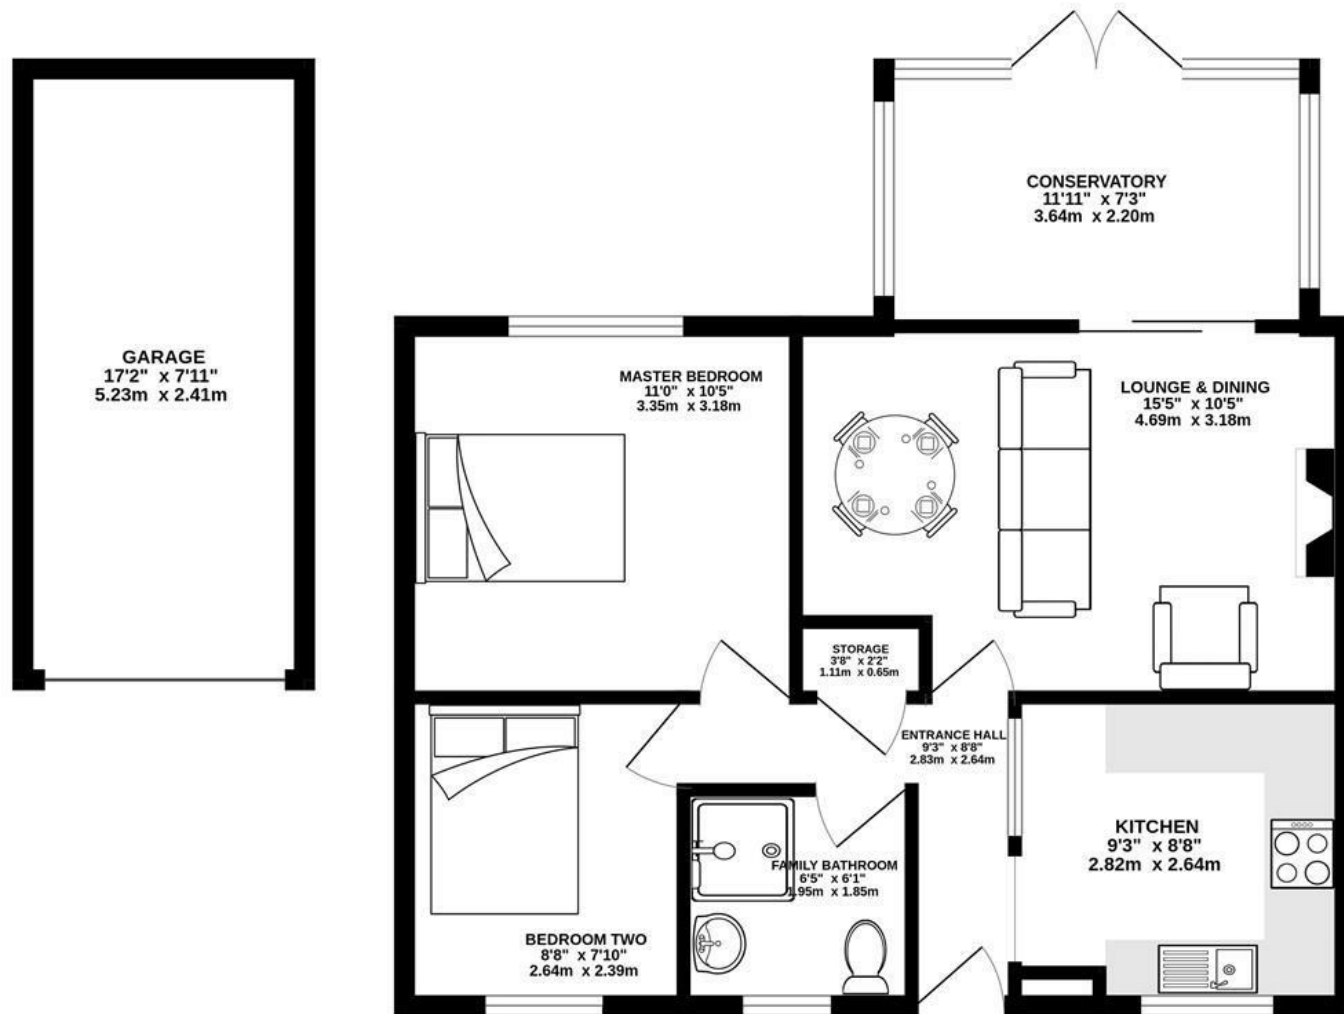 CONSERVATORY
11'11" x 7'3"
3.64m x 2.20m
GARAGE
17'2" x 7'11"
5.23m x 2.41m
MASTER BEDROOM
11'0" x 10'5"
3.35m x 3.18m
LOUNGE & DINING
15'5" x 10'5"
4.69m x 3.18m
STORAGE
3'8" x 2'2"
1.11m x 0.65m
ENTRANCE HALL
9'3" x 8'8"
2.83m x 2.64m
KITCHEN
9'3" x 8'8"
2.82m x 2.64m
FAMILY BATHROOM
6'5" x 6'1"
1.95m x 1.85m
BEDROOM TWO
8'8" x 7'10"
2.64m x 2.39m